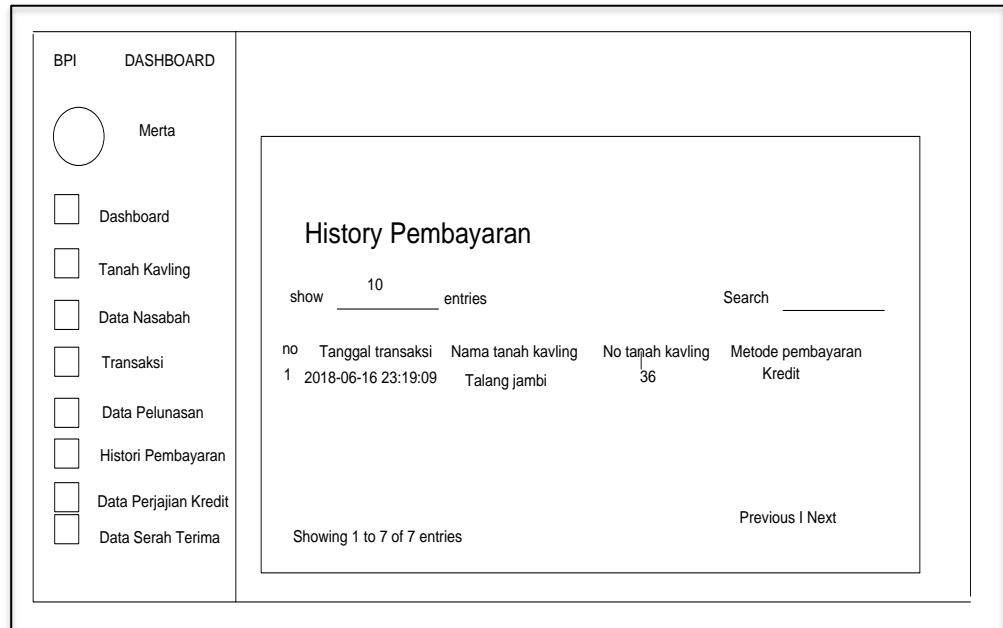 BPI DASHBOARD
Merta
Dashboard
Tanah Kavling
Data Nasabah
Transaksi
Data Pelunasan
Histori Pembayaran
Data Perjajian Kredit
Data Serah Terima
History Pembayaran
show 10 entries Search
no Tanggal transaksi Nama tanah kavling No tanah kavling Metode pembayaran
1 2018-06-16 23:19:09 Talang jambi 36 Kredit
Previous I Next
Showing 1 to 7 of 7 entries